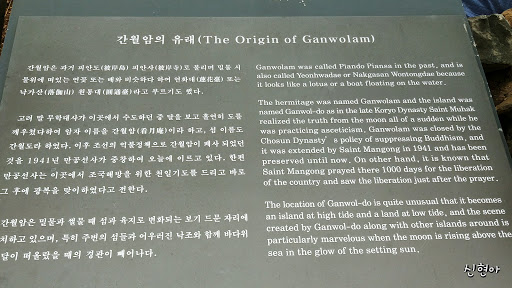 간월암의 유래(The Origin of Ganwolam)
간월암은 과거 피안도(彼岸島) 피안사(彼岸寺)로 불리며 밀물 시
물위에 떠있는 연꽃 또는 배와 비슷하다 하여 연화대(蓮花臺) 또는
낙가산(落伽山) 원통대(圓通臺)라고 부르기도 했다.
고려 말 무학대사가 이곳에서 수도하던 중 달을 보고 홀연히 도를
깨우쳤다하여 암자 이름을 간월암(看月庵)이라 하고, 섬 이름도
간월도라 하였다. 이후 조선의 억불정책으로 간월암이 폐사 되었던
것을 1941년 만공선사가 중창하여 오늘에 이르고 있다. 한편
만공선사는 이곳에서 조국해방을 위한 천일기도를 드리고 바로
그 후에 광복을 맞이하였다고 전한다.
간월암은 밀물과 썰물 때 섬과 육지로 변화되는 보기 드문 자리에
치하고 있으며, 특히 주변의 섬들과 어우러진 낙조와 함께 바다위
달이 떠올랐을 때의 경관이 빼어나다.
Ganwolam was called Piando Piansa in the past, and is
also called Yeonhwadae or Nakgasan Wontongdae because
it looks like a lotus or a boat floating on the water.
The hermitage was named Ganwolam and the island was
named Ganwol-do as in the late Koryo Dynasty Saint Muhak
realized the truth from the moon all of a sudden while he
was practicing asceticism, Ganwolam was closed by the
Chosun Dynasty's policy of suppressing Buddhism, and
it was extended by Saint Mangong in 1941 and has been
preserved until now. On other hand, it is known that
Saint Mangong prayed there 1000 days for the liberation
of the country and saw the liberation just after the prayer.
The location of Ganwol-do is quite unusual that it becomes
an island at high tide and a land at low tide, and the scene
created by Ganwol-do along with other islands around is
particularly marvelous when the moon is rising above the
sea in the glow of the setting sun.
신현아